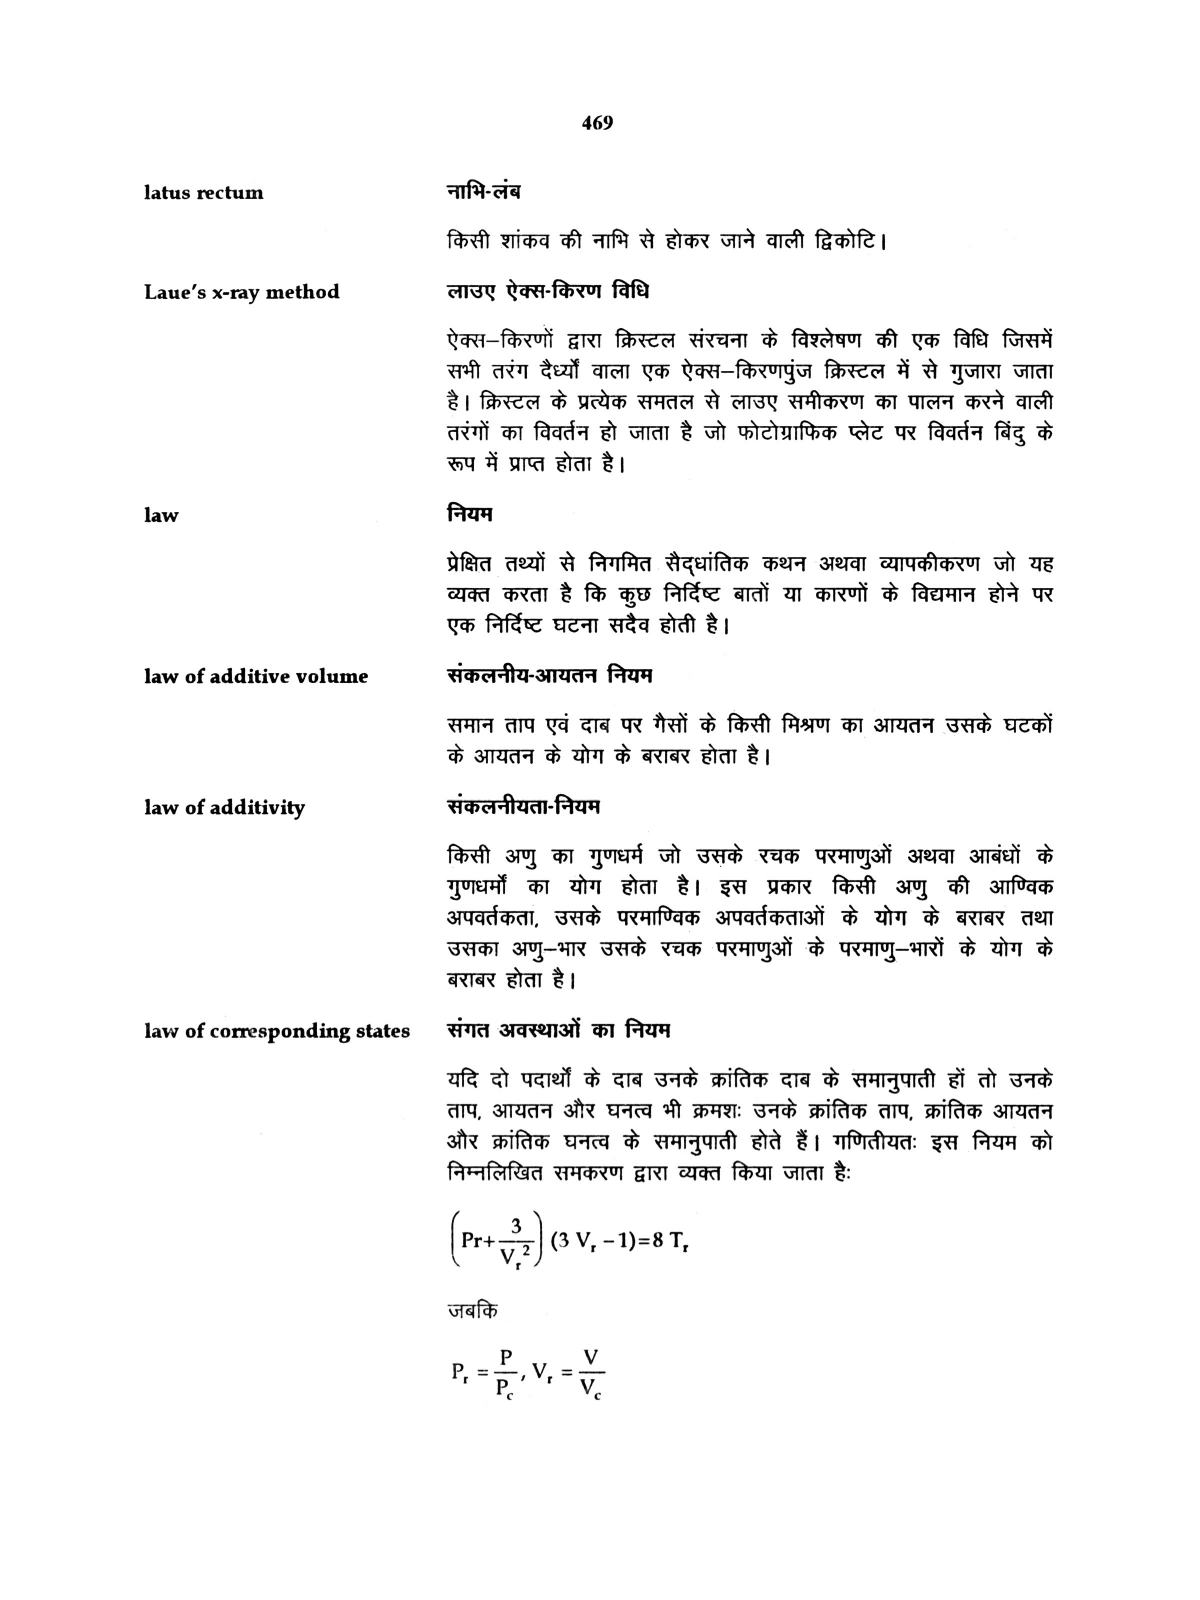 469
latus rectum नाभि-लंब
किसी शांकव की नाभि से होकर जाने वाली द्विकोटि।
Laue's x-ray method लाउए ऐक्स-किरण विधि
ऐक्स–किरणों द्वारा क्रिस्टल संरचना के विश्लेषण की एक विधि जिसमें
सभी तरंग दैर्ध्यों वाला एक ऐक्स–किरणपुंज क्रिस्टल में से गुजारा जाता
है। क्रिस्टल के प्रत्येक समतल से लाउए समीकरण का पालन करने वाली
तरंगों का विवर्तन हो जाता है जो फोटोग्राफिक प्लेट पर विवर्तन बिंदु के
रूप में प्राप्त होता है।
law नियम
प्रेक्षित तथ्यों से निगमित सैद्धांतिक कथन अथवा व्यापकीकरण जो यह
व्यक्त करता है कि कुछ निर्दिष्ट बातों या कारणों के विद्यमान होने पर
एक निर्दिष्ट घटना सदैव होती है।
law of additive volume संकलनीय-आयतन नियम
समान ताप एवं दाब पर गैसों के किसी मिश्रण का आयतन उसके घटकों
के आयतन के योग के बराबर होता है।
law of additivity संकलनीयता-नियम
किसी अणु का गुणधर्म जो उसके रचक परमाणुओं अथवा आबंधों के
गुणधर्मों का योग होता है। इस प्रकार किसी अणु की आण्विक
अपवर्तकता, उसके परमाण्विक अपवर्तकताओं के योग के बराबर तथा
उसका अणु–भार उसके रचक परमाणुओं के परमाणु–भारों के योग के
बराबर होता है।
law of corresponding states संगत अवस्थाओं का नियम
यदि दो पदार्थों के दाब उनके क्रांतिक दाब के समानुपाती हों तो उनके
ताप, आयतन और घनत्व भी क्रमशः उनके क्रांतिक ताप, क्रांतिक आयतन
और क्रांतिक घनत्व के समानुपाती होते हैं। गणितीयतः इस नियम को
निम्नलिखित समकरण द्वारा व्यक्त किया जाता हैः
(Pr+3/V_r^2) (3 V_r –1)=8 T_r
जबकि
P_r = P/P_c, V_r = V/V_c